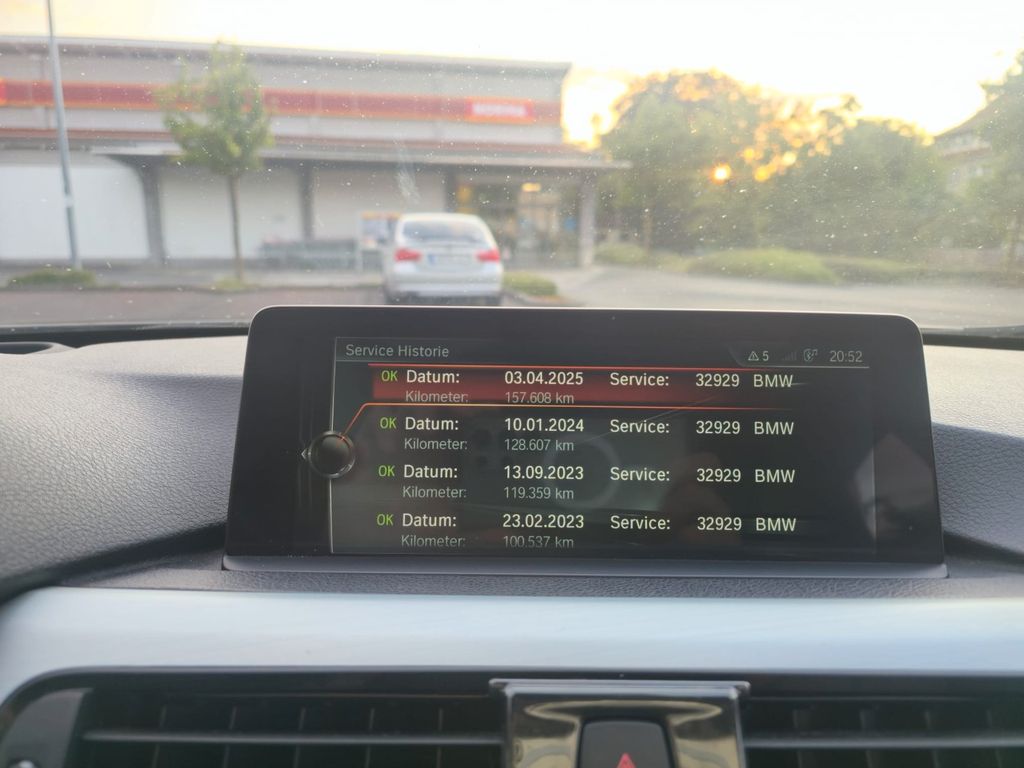 Service Historie 5 20:52
OK Datum: 03.04.2025 Service: 32929 BMW
Kilometer: 157.608 km
OK Datum: 10.01.2024 Service: 32929 BMW
Kilometer: 128.607 km
OK Datum: 13.09.2023 Service: 32929 BMW
Kilometer: 119.359 km
OK Datum: 23.02.2023 Service: 32929 BMW
Kilometer: 100.537 km